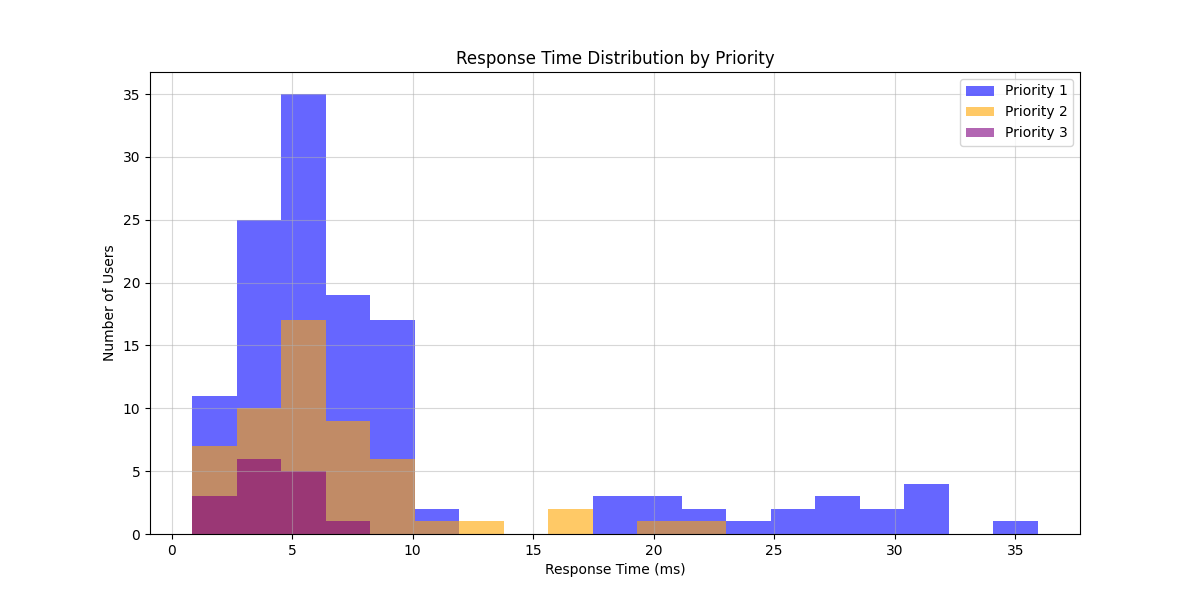 Response Time Distribution by Priority
Priority 1
Priority 2
Priority 3
35
30
25
20
15
10
5
0
Number of Users
0 5 10 15 20 25 30 35
Response Time (ms)